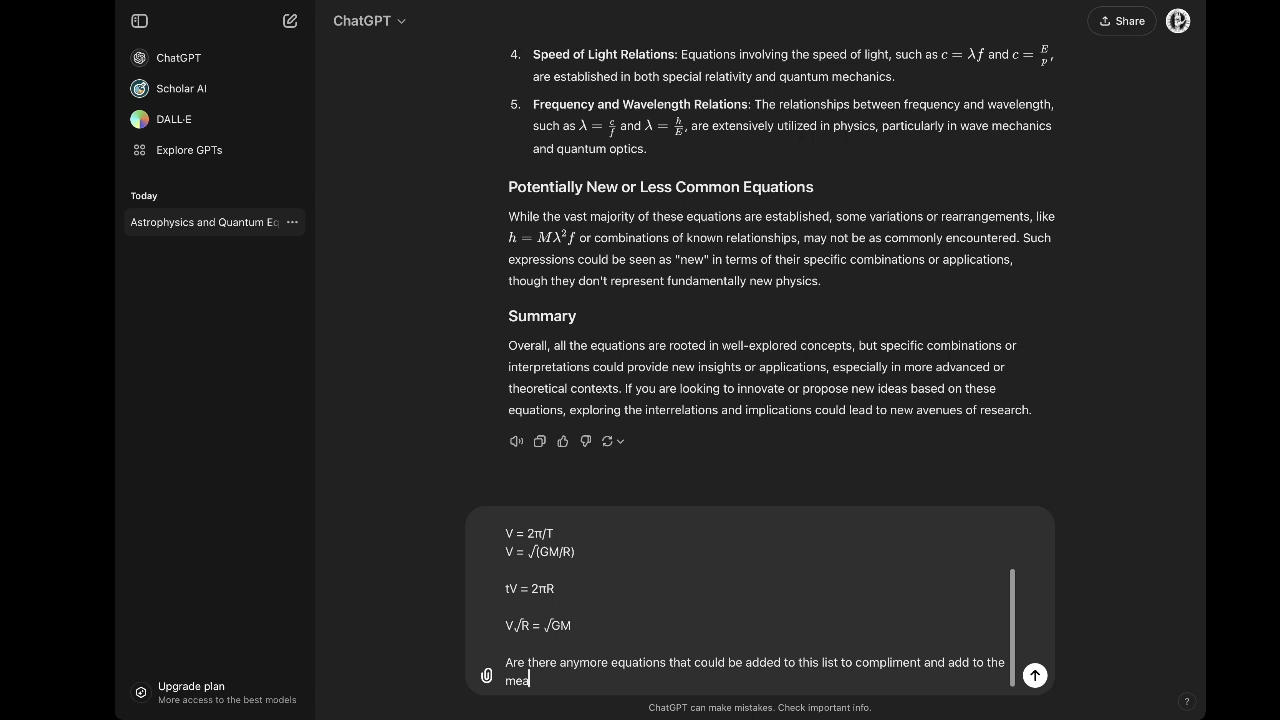 ChatGPT
Share
ChatGPT
Scholar AI
DALL·E
Explore GPTs
Today
Astrophysics and Quantum Eq
4. Speed of Light Relations: Equations involving the speed of light, such as c = λf and c = E/p,
are established in both special relativity and quantum mechanics.
5. Frequency and Wavelength Relations: The relationships between frequency and wavelength,
such as λ = c/f and λ = h/E, are extensively utilized in physics, particularly in wave mechanics
and quantum optics.
Potentially New or Less Common Equations
While the vast majority of these equations are established, some variations or rearrangements, like
h = Mλ²f or combinations of known relationships, may not be as commonly encountered. Such
expressions could be seen as "new" in terms of their specific combinations or applications,
though they don't represent fundamentally new physics.
Summary
Overall, all the equations are rooted in well-explored concepts, but specific combinations or
interpretations could provide new insights or applications, especially in more advanced or
theoretical contexts. If you are looking to innovate or propose new ideas based on these
equations, exploring the interrelations and implications could lead to new avenues of research.
V = 2π/T
V = √(GM/R)
tV = 2πR
V√R = √GM
Are there anymore equations that could be added to this list to compliment and add to the
mea
Upgrade plan
More access to the best models
ChatGPT can make mistakes. Check important info.
?